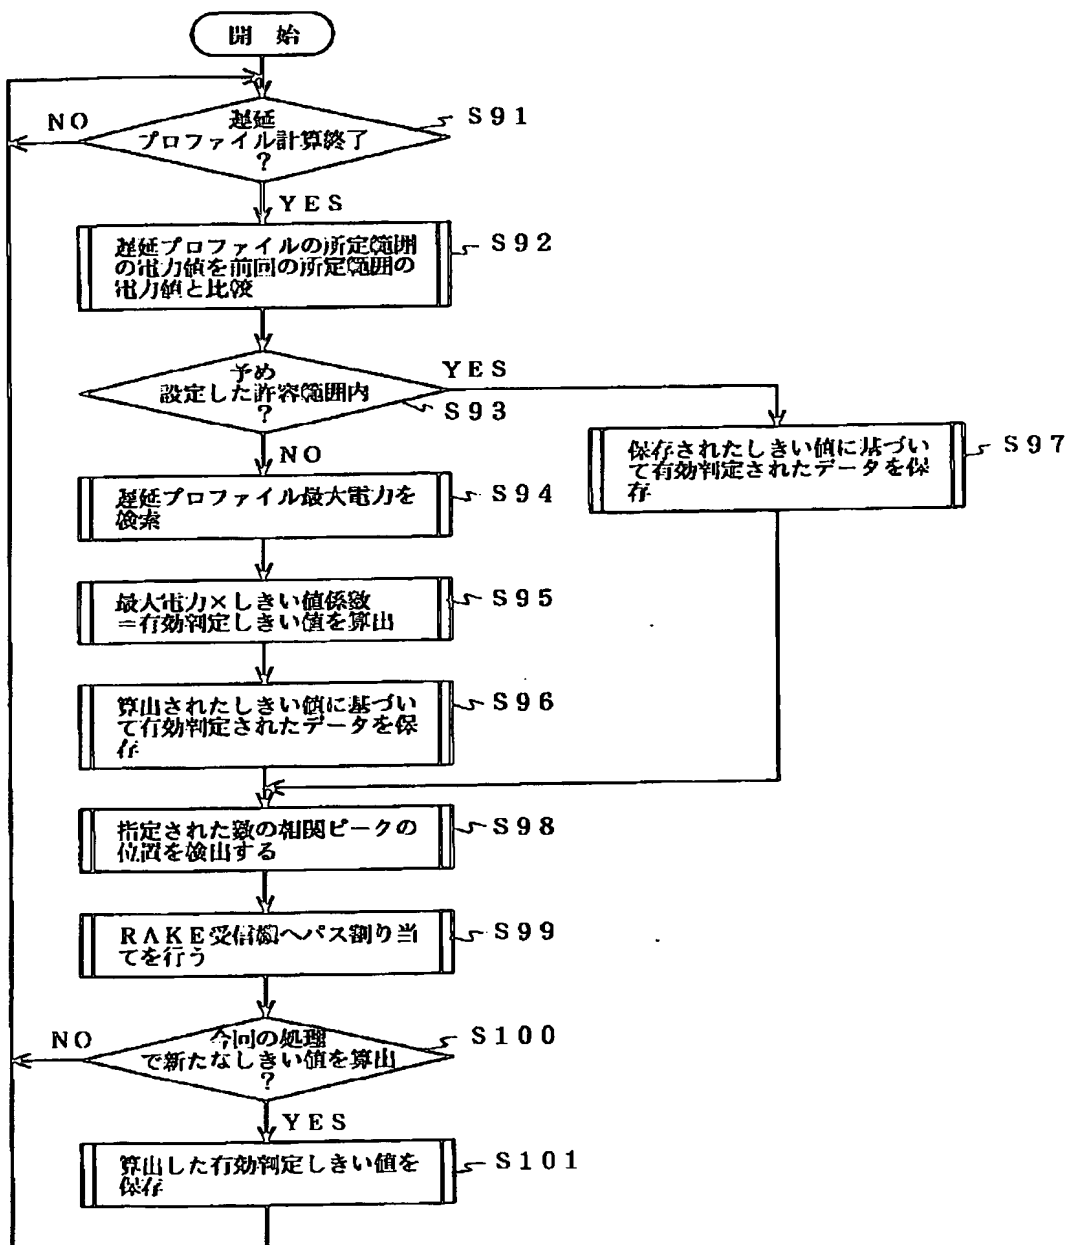 開 始
遅延
プロファイル計算終了
?
S91
NO
YES
遅延プロファイルの所定範囲
の電力値を前回の所定範囲の
電力値と比較
S92
予め
設定した許容範囲内
?
YES
S93
NO
保存されたしきい値に基づい
て有効判定されたデータを保
存
S97
遅延プロファイル最大電力を
検索
S94
最大電力×しきい値係数
=有効判定しきい値を算出
S95
算出されたしきい値に基づい
て有効判定されたデータを保
存
S96
指定された数の相関ピークの
位置を検出する
S98
RAKE受信機へパス割り当
てを行う
S99
今回の処理
で新たなしきい値を算出
?
S100
NO
YES
算出した有効判定しきい値を
保存
S101